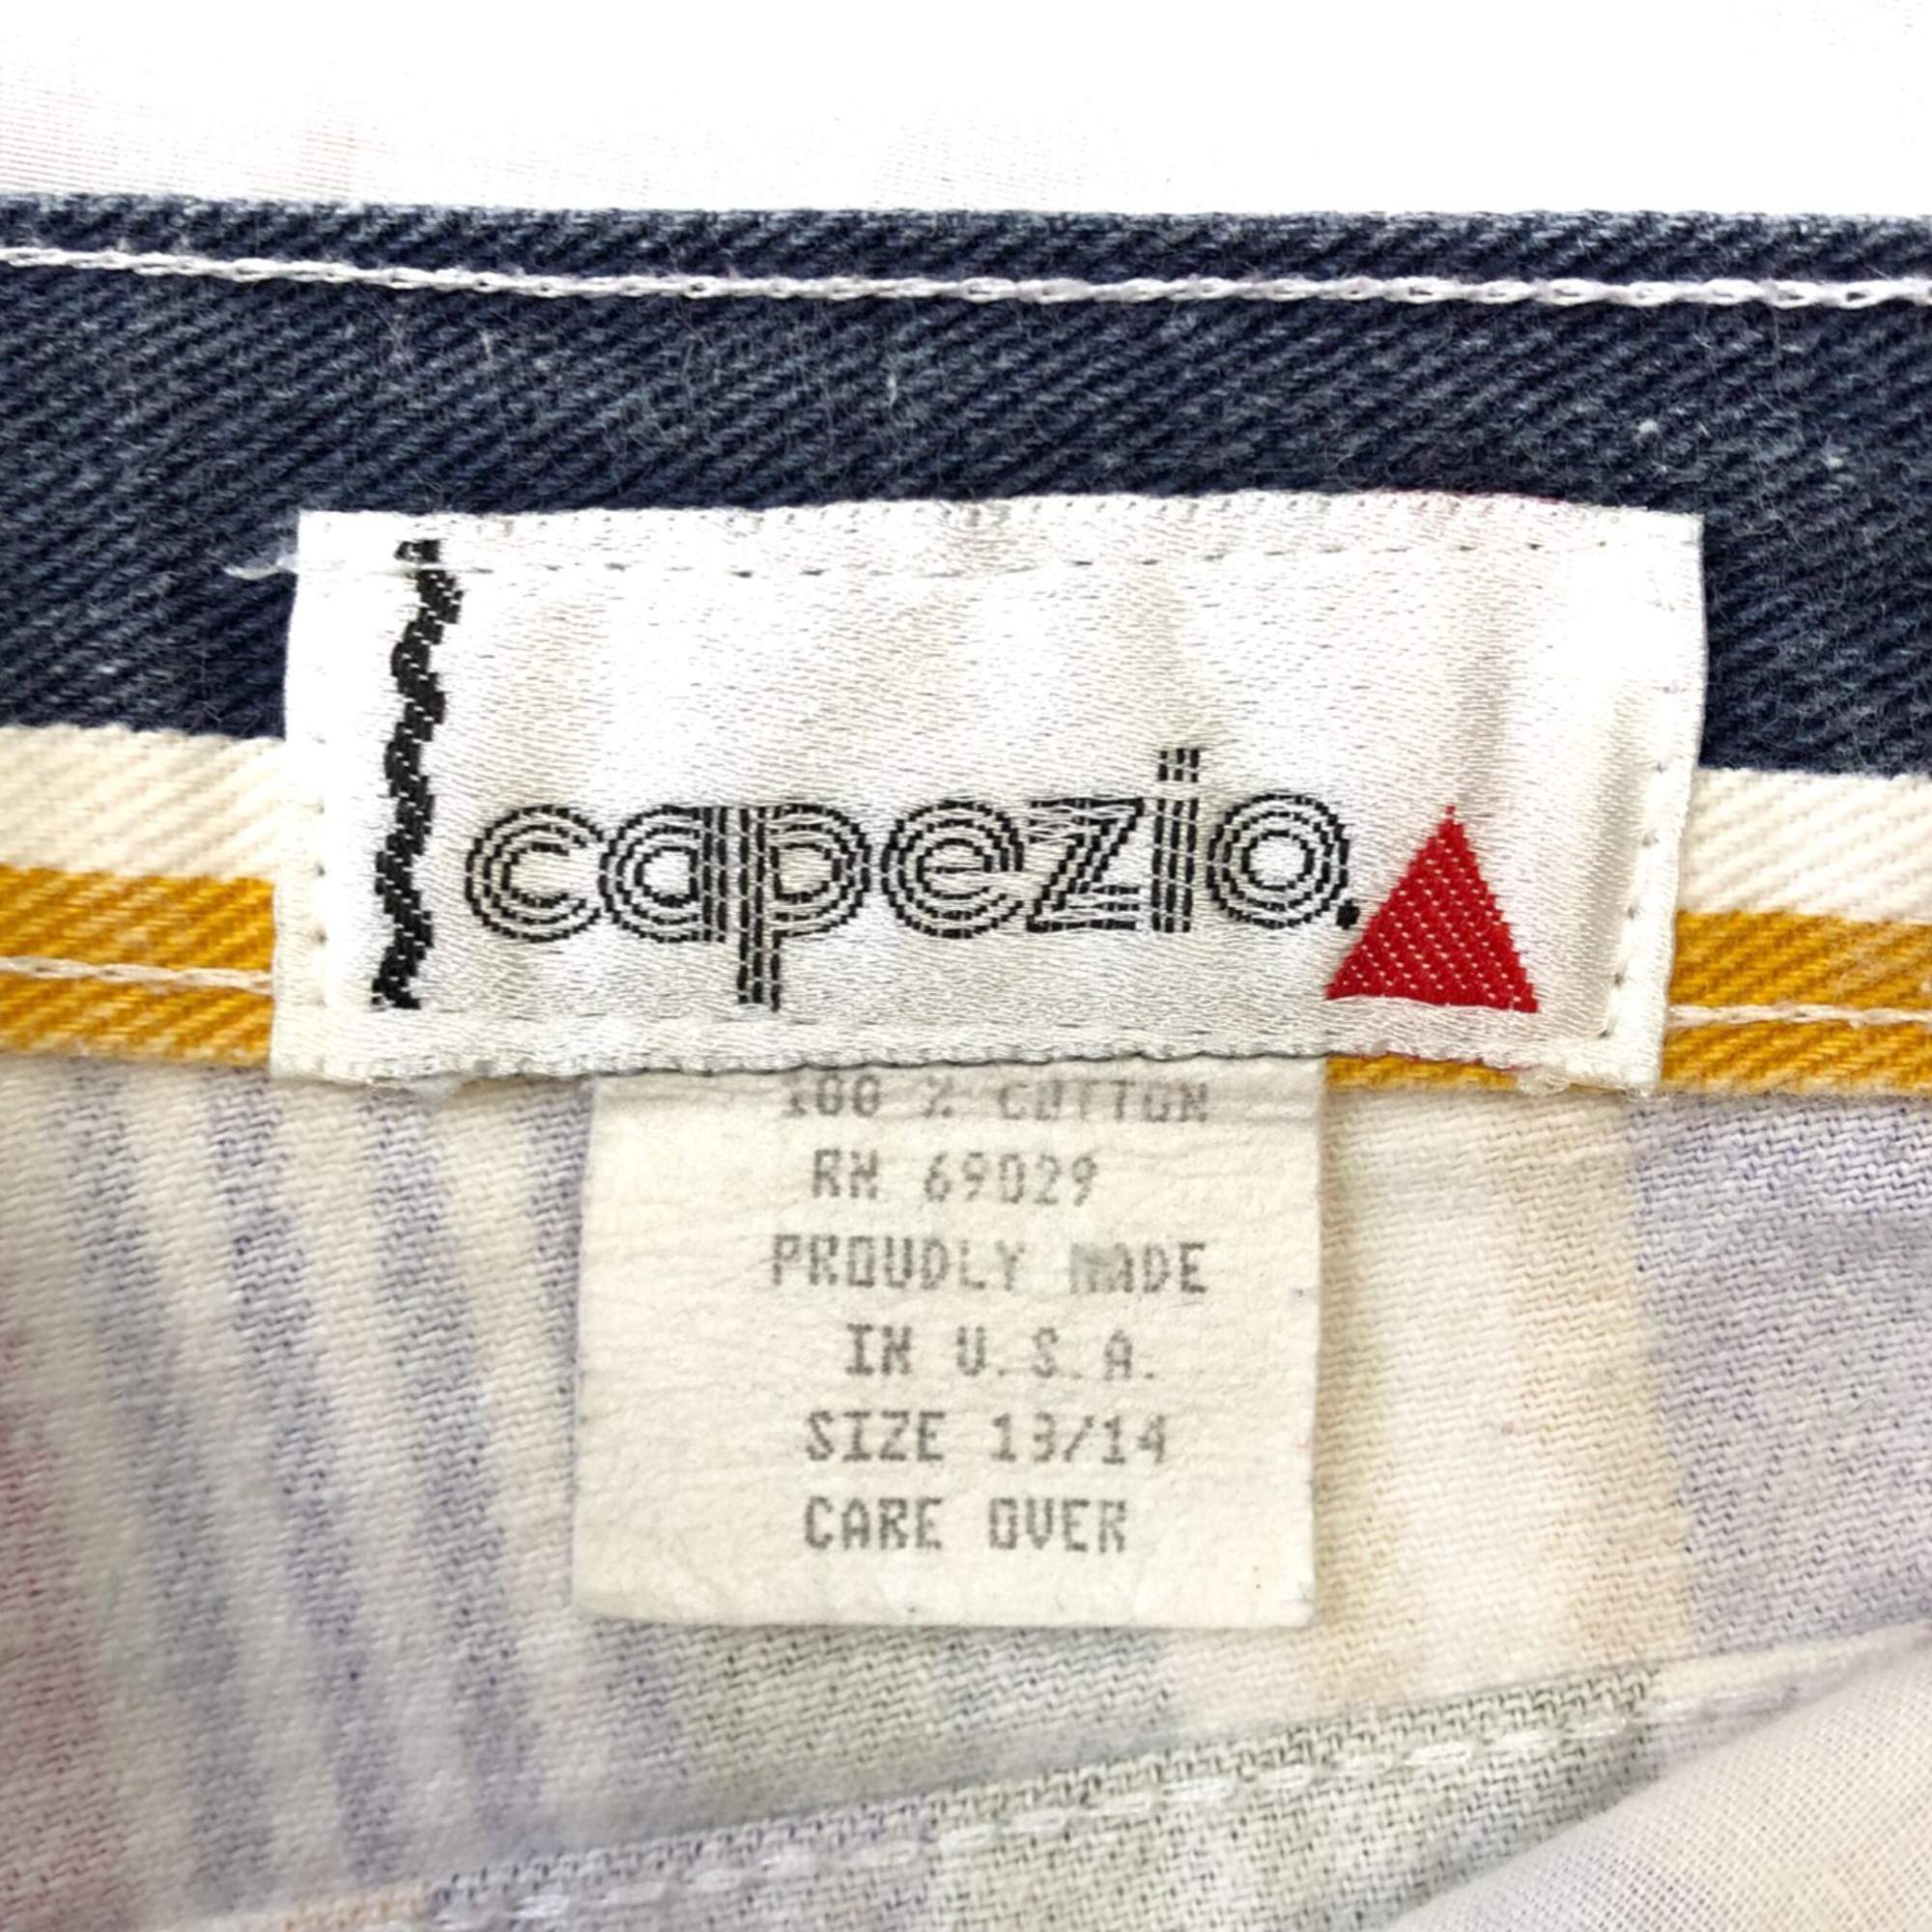 capezio.
100 % COTTON
RN 69029
PROUDLY MADE
IN U.S.A.
SIZE 13/14
CARE OVER